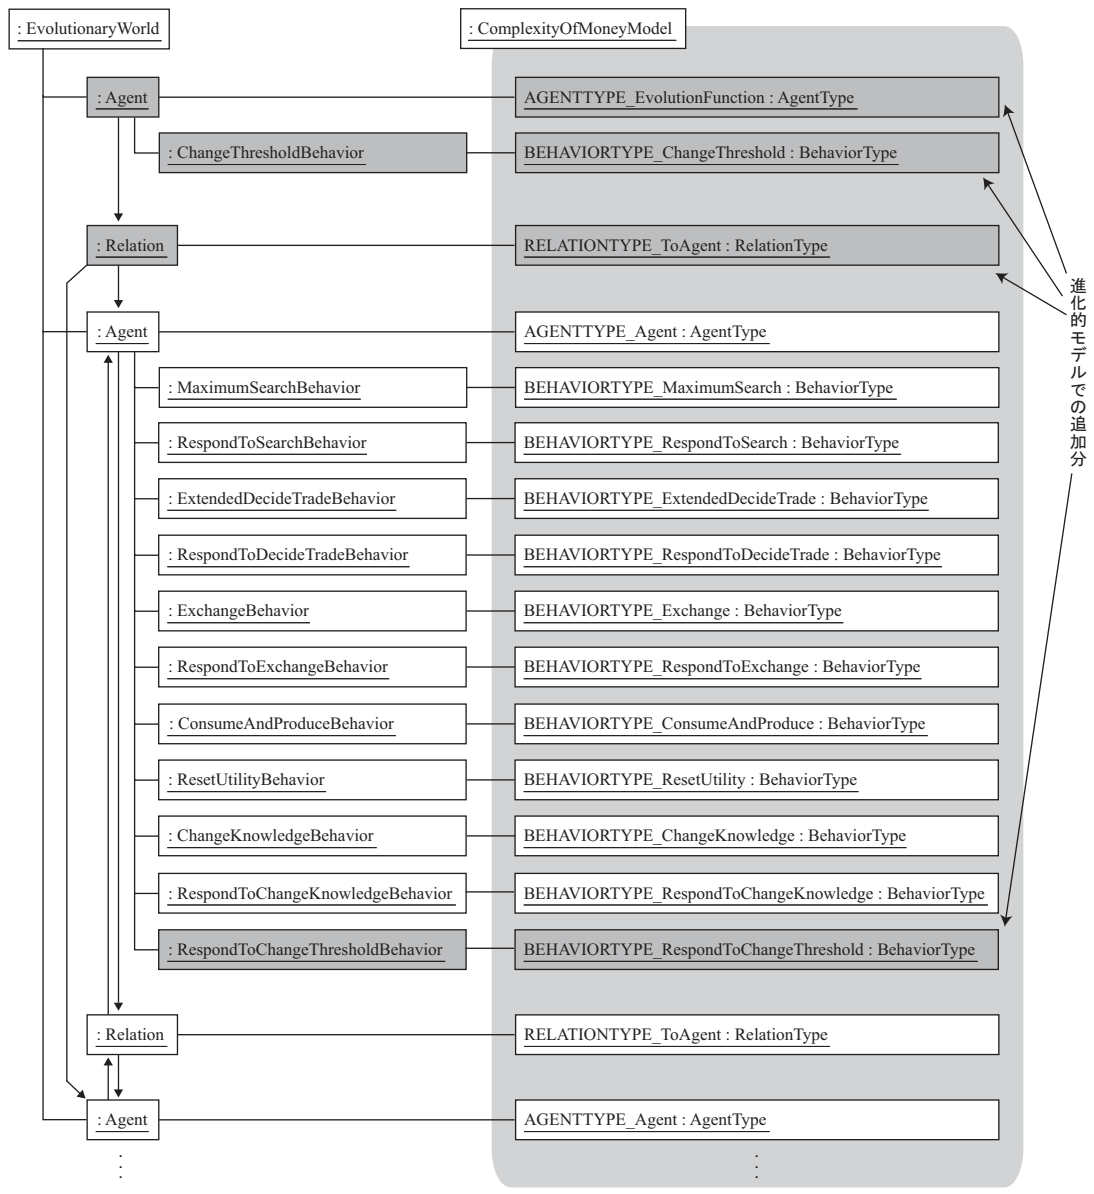 : EvolutionaryWorld
: ComplexityOfMoneyModel
: Agent
AGENTTYPE_EvolutionFunction : AgentType
: ChangeThresholdBehavior
BEHAVIORTYPE_ChangeThreshold : BehaviorType
: Relation
RELATIONTYPE_ToAgent : RelationType
進化的モデルでの追加分
: Agent
AGENTTYPE_Agent : AgentType
: MaximumSearchBehavior
BEHAVIORTYPE_MaximumSearch : BehaviorType
: RespondToSearchBehavior
BEHAVIORTYPE_RespondToSearch : BehaviorType
: ExtendedDecideTradeBehavior
BEHAVIORTYPE_ExtendedDecideTrade : BehaviorType
: RespondToDecideTradeBehavior
BEHAVIORTYPE_RespondToDecideTrade : BehaviorType
: ExchangeBehavior
BEHAVIORTYPE_Exchange : BehaviorType
: RespondToExchangeBehavior
BEHAVIORTYPE_RespondToExchange : BehaviorType
: ConsumeAndProduceBehavior
BEHAVIORTYPE_ConsumeAndProduce : BehaviorType
: ResetUtilityBehavior
BEHAVIORTYPE_ResetUtility : BehaviorType
: ChangeKnowledgeBehavior
BEHAVIORTYPE_ChangeKnowledge : BehaviorType
: RespondToChangeKnowledgeBehavior
BEHAVIORTYPE_RespondToChangeKnowledge : BehaviorType
: RespondToChangeThresholdBehavior
BEHAVIORTYPE_RespondToChangeThreshold : BehaviorType
: Relation
RELATIONTYPE_ToAgent : RelationType
: Agent
AGENTTYPE_Agent : AgentType